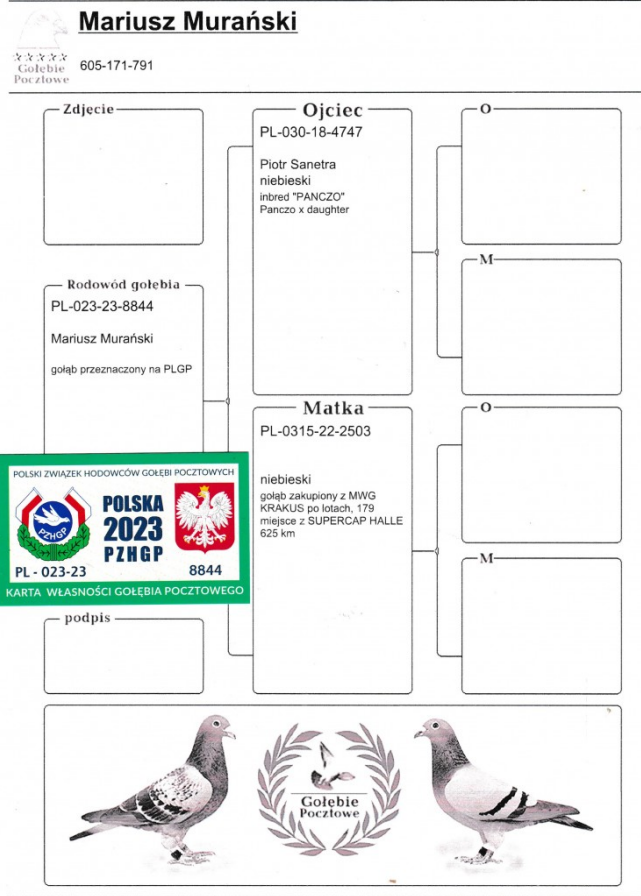 Mariusz Murański
Gołębie
Pocztowe
605-171-791
Zdjęcie
Ojciec
PL-030-18-4747
Piotr Sanetra
niebieski
inbred "PANCZO"
Panczo x daughter
O
M
Rodowód gołębia
PL-023-23-8844
Mariusz Murański
gołąb przeznaczony na PLGP
Matka
PL-0315-22-2503
niebieski
gołąb zakupiony z MWG
KRAKUS po lotach, 179
miejsce z SUPERCAP HALLE
625 km
O
M
POLSKI ZWIĄZEK HODOWCÓW GOŁĘBI POCZTOWYCH
PZHGP
POLSKA
2023
PZHGP
PL - 023-23
8844
KARTA WŁASNOŚCI GOŁĘBIA POCZTOWEGO
podpis
Gołębie
Pocztowe